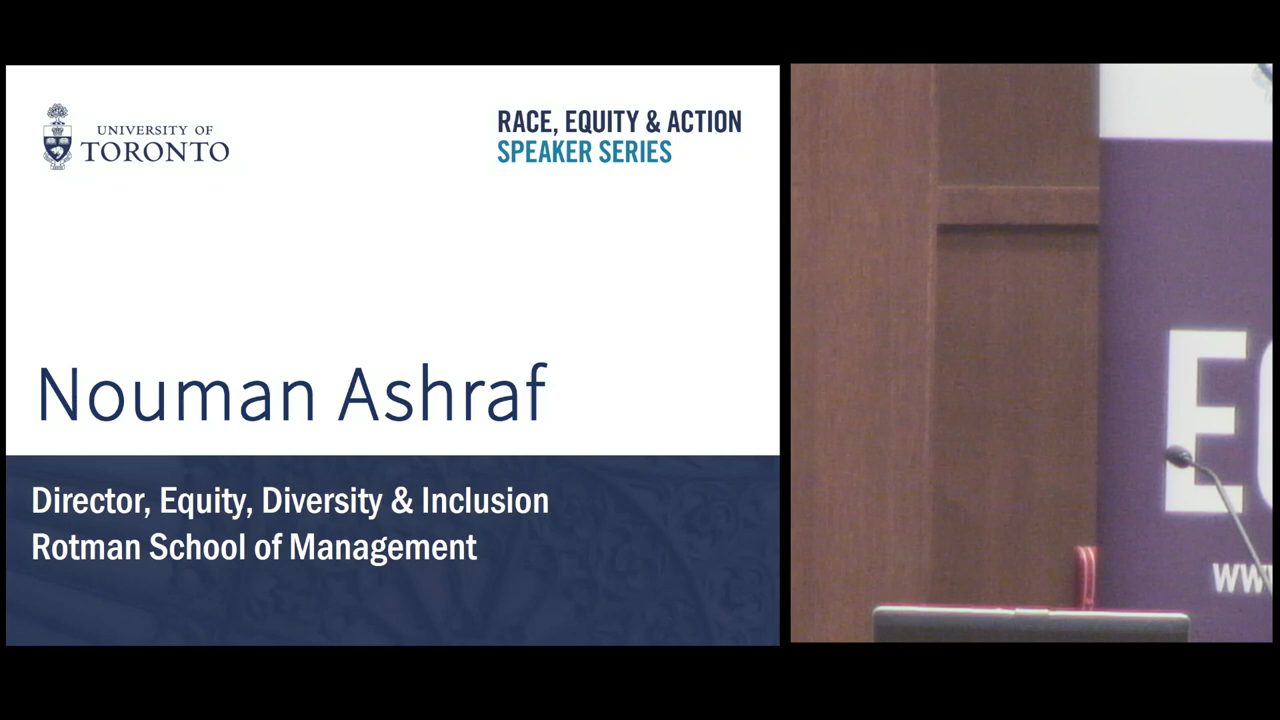 UNIVERSITY OF
TORONTO
RACE, EQUITY & ACTION
SPEAKER SERIES
Nouman Ashraf
Director, Equity, Diversity & Inclusion
Rotman School of Management